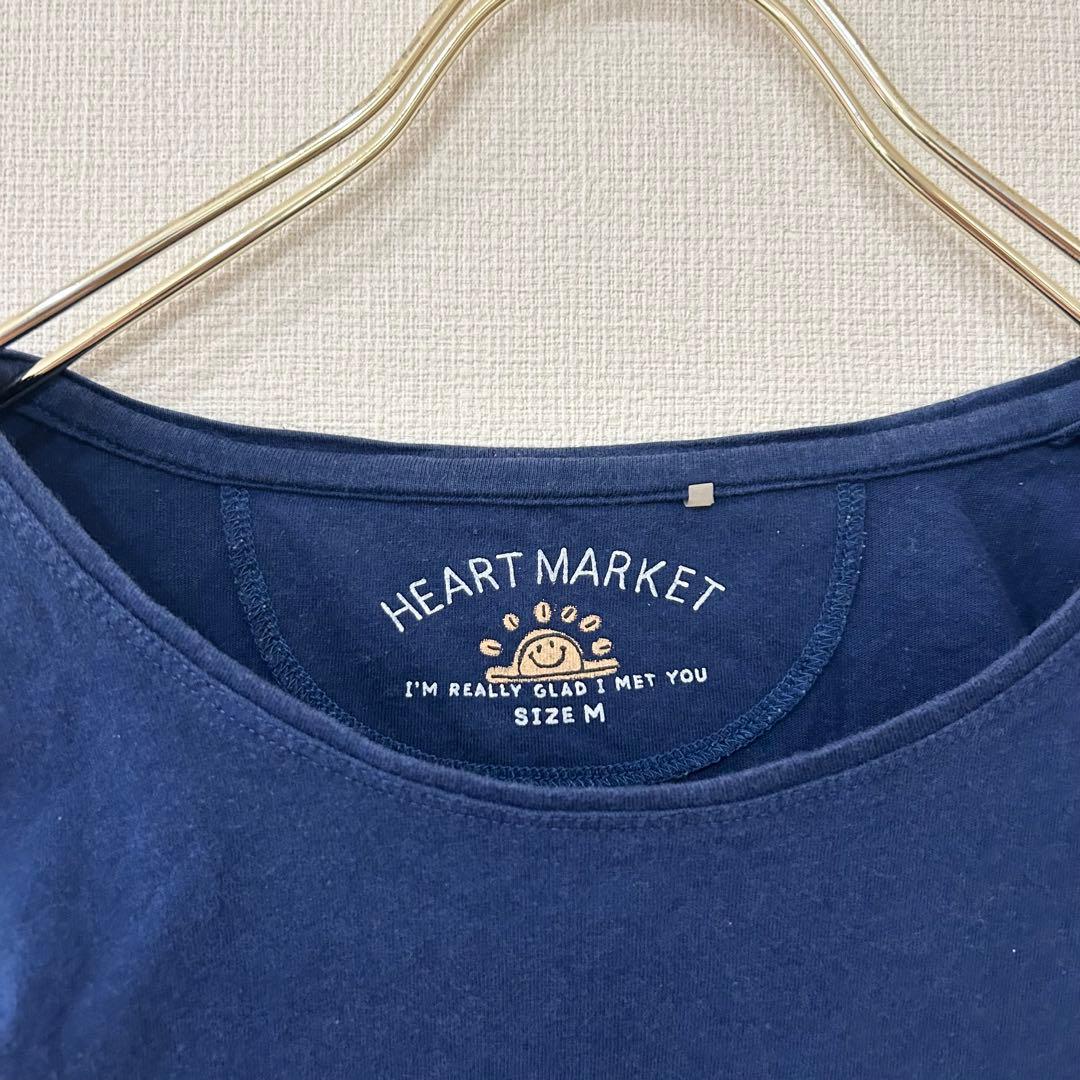 HEART MARKET
I'M REALLY GLAD I MET YOU
SIZE M